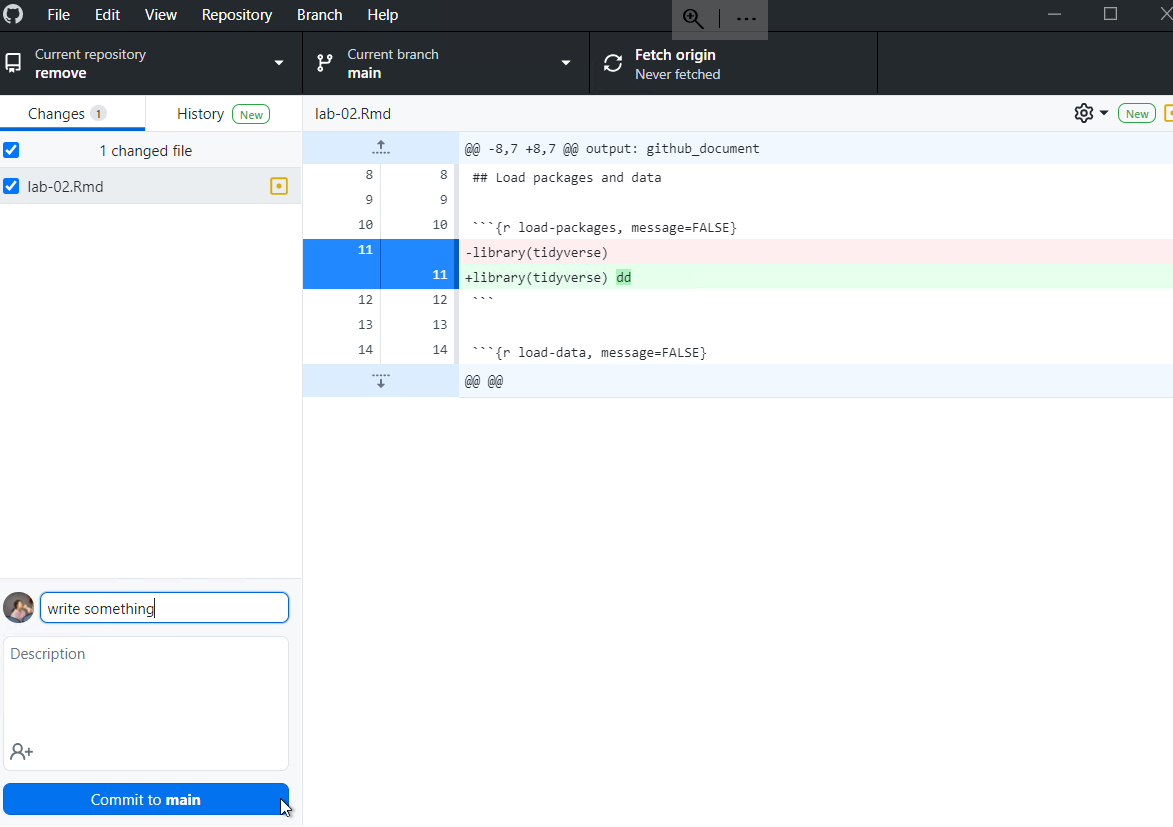 File Edit View Repository Branch Help
Current repository
remove
Current branch
main
Fetch origin
Never fetched
Changes 1
History New
lab-02.Rmd
New
1 changed file
lab-02.Rmd
@@ -8,7 +8,7 @@ output: github_document
8 8 ## Load packages and data
9 9
10 10 ```{r load-packages, message=FALSE}
11 -library(tidyverse)
11 +library(tidyverse) dd
12 12 ```
13 13
14 14 ```{r load-data, message=FALSE}
@@ @@
write something
Description
Commit to main